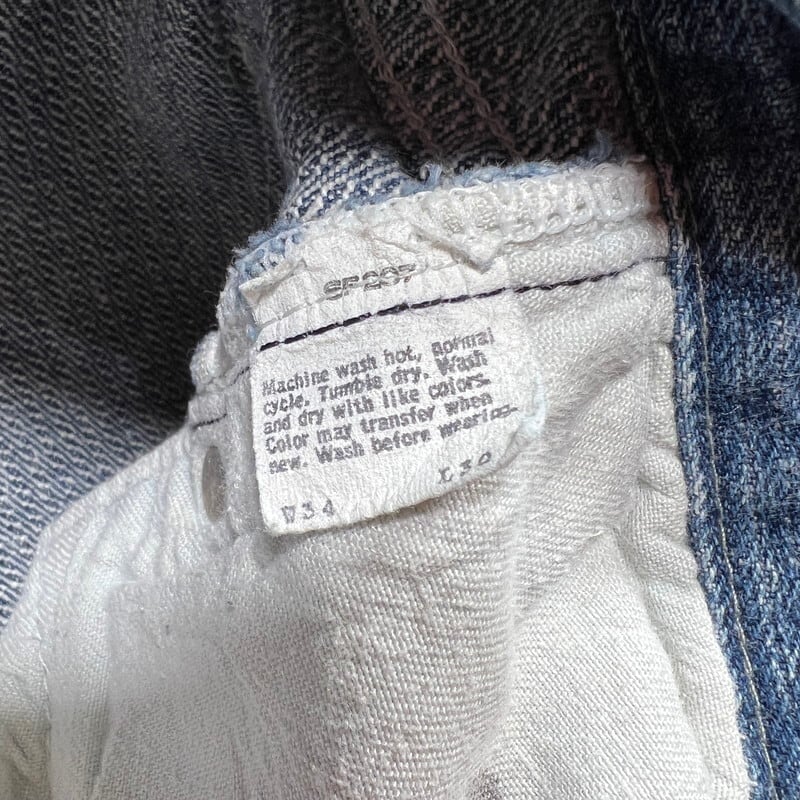 SF207
Machine wash hot, normal
cycle. Tumble dry. Wash
and dry with like colors.
Color may transfer when
new. Wash before wearing.
W34 L30